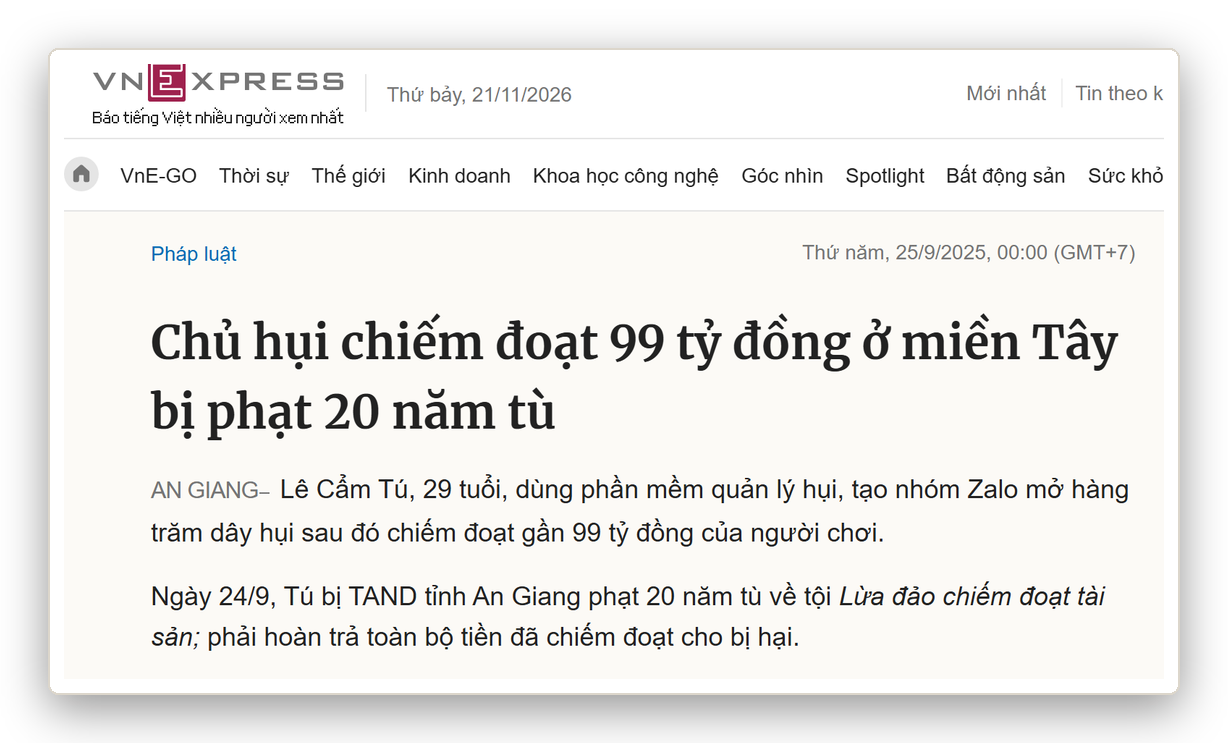 VNEXPRESS
Báo tiếng Việt nhiều người xem nhất
Thứ bảy, 21/11/2026
Mới nhất
Tin theo k
VnE-GO Thời sự Thế giới Kinh doanh Khoa học công nghệ Góc nhìn Spotlight Bất động sản Sức khỏ
Pháp luật
Thứ năm, 25/9/2025, 00:00 (GMT+7)
Chủ hụi chiếm đoạt 99 tỷ đồng ở miền Tây
bị phạt 20 năm tù
AN GIANG– Lê Cẩm Tú, 29 tuổi, dùng phần mềm quản lý hụi, tạo nhóm Zalo mở hàng
trăm dây hụi sau đó chiếm đoạt gần 99 tỷ đồng của người chơi.
Ngày 24/9, Tú bị TAND tỉnh An Giang phạt 20 năm tù về tội Lừa đảo chiếm đoạt tài
sản; phải hoàn trả toàn bộ tiền đã chiếm đoạt cho bị hại.